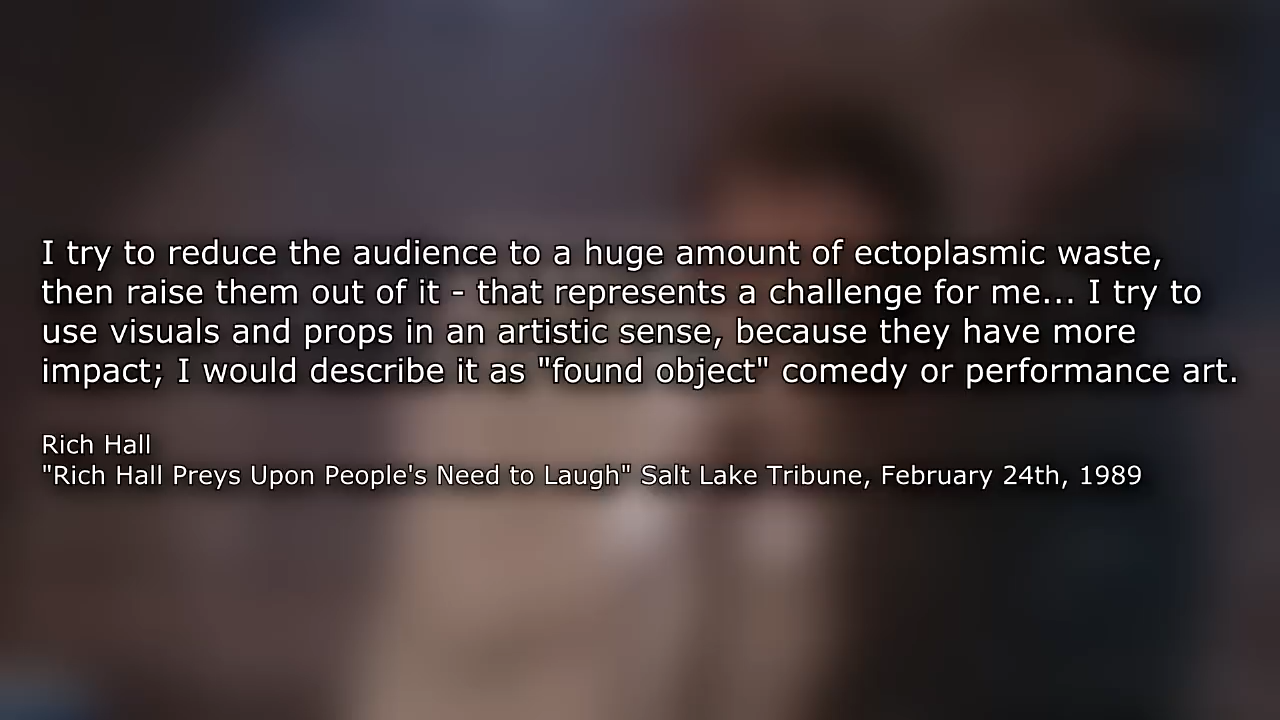 I try to reduce the audience to a huge amount of ectoplasmic waste,
then raise them out of it - that represents a challenge for me... I try to
use visuals and props in an artistic sense, because they have more
impact; I would describe it as "found object" comedy or performance art.
Rich Hall
"Rich Hall Preys Upon People's Need to Laugh" Salt Lake Tribune, February 24th, 1989